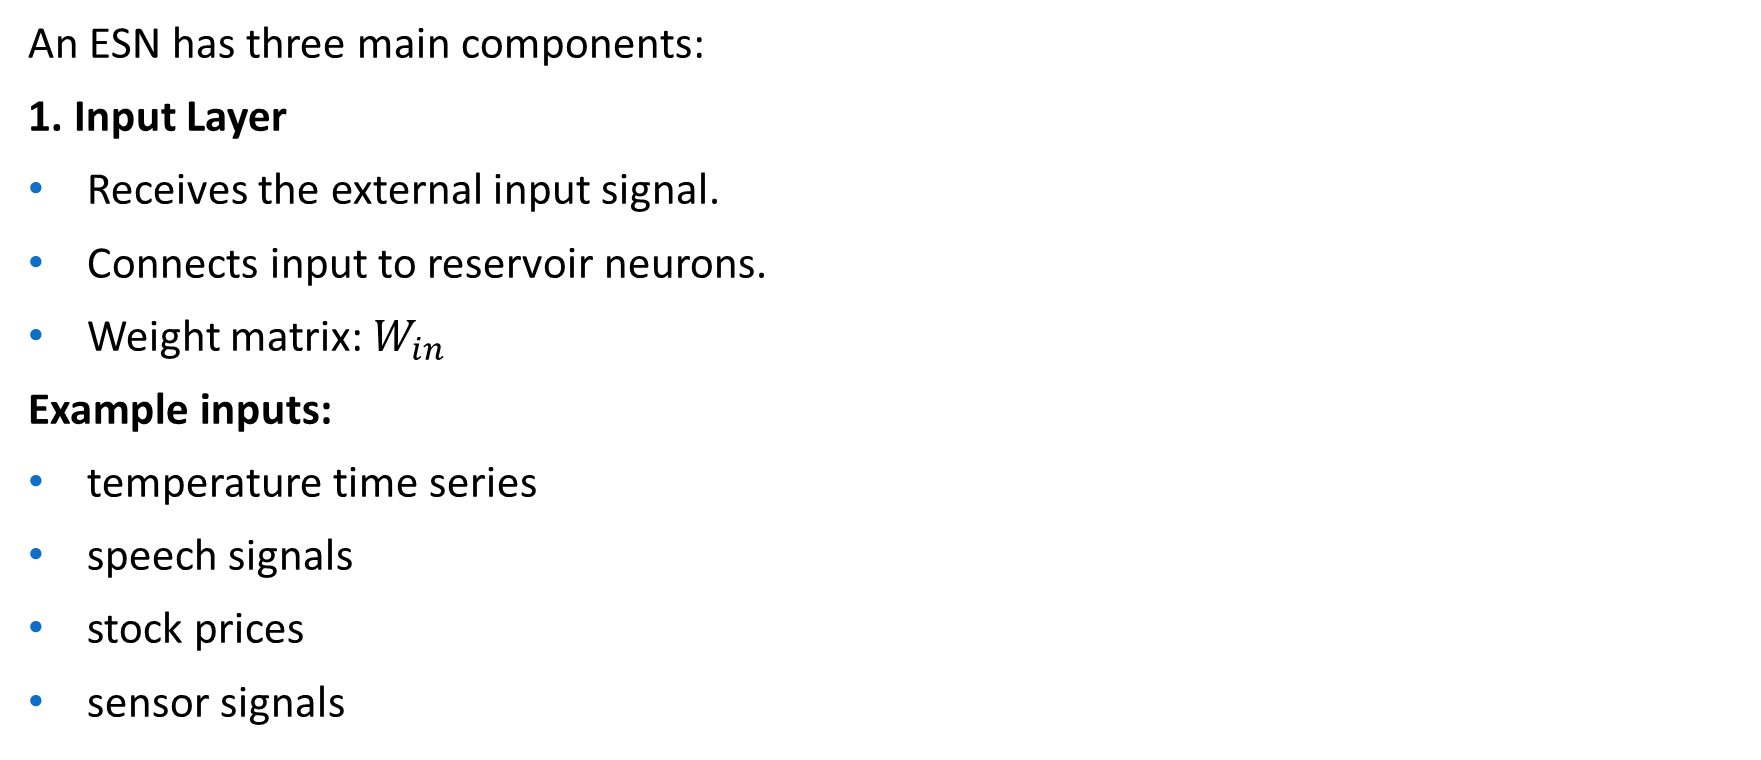 An ESN has three main components:
1. Input Layer
• Receives the external input signal.
• Connects input to reservoir neurons.
• Weight matrix: W_in
Example inputs:
• temperature time series
• speech signals
• stock prices
• sensor signals